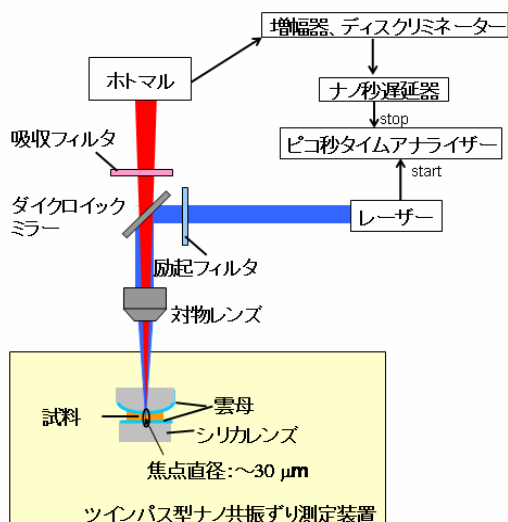 増幅器、ディスクリミネーター
ホトマル
ナノ秒遅延器
stop
吸収フィルタ
ピコ秒タイムアナライザー
start
ダイクロイック
ミラー
レーザー
励起フィルタ
対物レンズ
試料
雲母
シリカレンズ
焦点直径:~30 μm
ツインパス型ナノ共振ずり測定装置